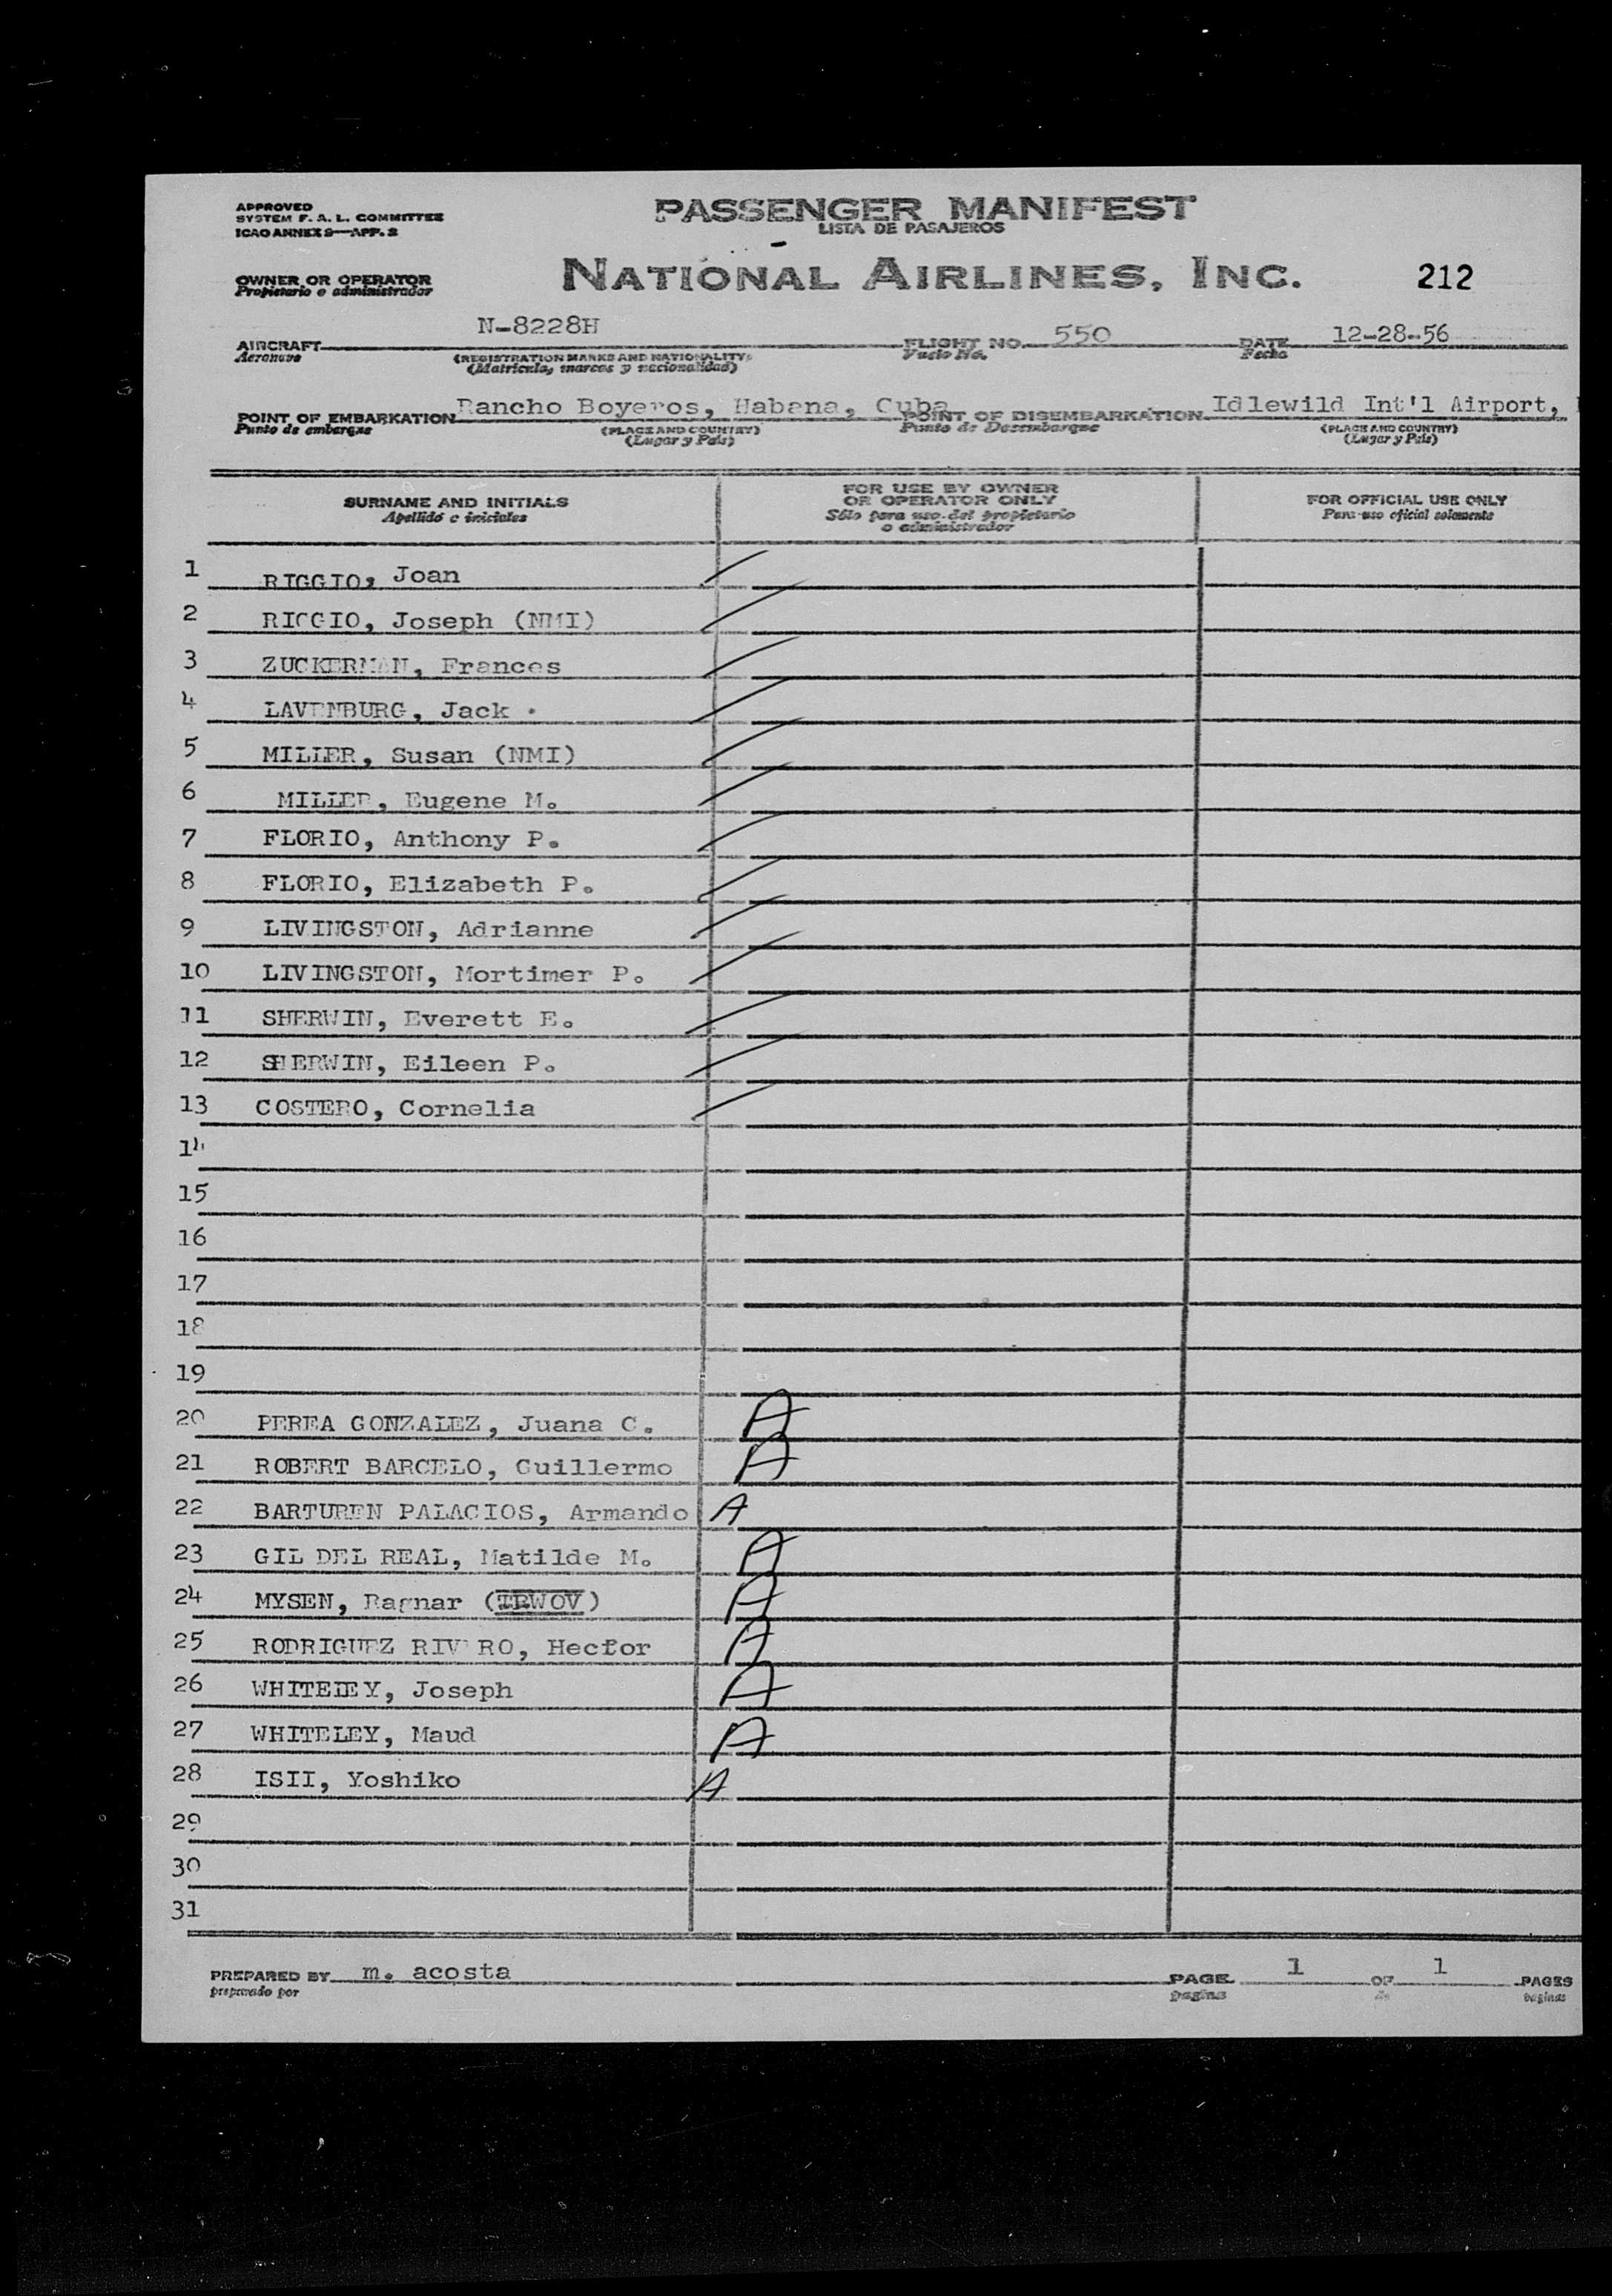 APPROVED
SYSTEM F. A. L. COMMITTEE
ICAO ANNEX 9—APP. 2
PASSENGER MANIFEST
LISTA DE PASAJEROS
OWNER OR OPERATOR
Propietario o administrador
NATIONAL AIRLINES, INC.
212
AIRCRAFT N-8228H FLIGHT NO. 550 DATE 12-28-56
Aeronave (REGISTRATION MARKS AND NATIONALITY) Vuelo No. Fecha
(Matricula, marcas y nacionalidad)
POINT OF EMBARKATION Rancho Boyeros, Habana, Cuba POINT OF DISEMBARKATION Idlewild Int'l Airport,
Punto de embarque (PLACE AND COUNTRY) Punto de Desembarque (PLACE AND COUNTRY)
(Lugar y País) (Lugar y País)
SURNAME AND INITIALS
Apellido e iniciales
FOR USE BY OWNER
OR OPERATOR ONLY
Sólo para uso del propietario
o administrador
FOR OFFICIAL USE ONLY
Para uso oficial solamente
1 RIGGIO, Joan
2 RIGGIO, Joseph (NMI)
3 ZUCKERMAN, Frances
4 LAVENBURG, Jack
5 MILLER, Susan (NMI)
6 MILLER, Eugene M.
7 FLORIO, Anthony P.
8 FLORIO, Elizabeth P.
9 LIVINGSTON, Adrianne
10 LIVINGSTON, Mortimer P.
11 SHERWIN, Everett E.
12 SHERWIN, Eileen P.
13 COSTERO, Cornelia
14
15
16
17
18
19
20 PEREA GONZALEZ, Juana C. A
21 ROBERT BARCELO, Guillermo A
22 BARTUREN PALACIOS, Armando A
23 GIL DEL REAL, Matilde M. A
24 MYSEN, Ragnar (TRWOV) A
25 RODRIGUEZ RIVERO, Hector A
26 WHITELEY, Joseph A
27 WHITELEY, Maud A
28 ISII, Yoshiko A
29
30
31
PREPARED BY m. acosta PAGE 1 OF 1 PAGES
preparado por pagina de paginas